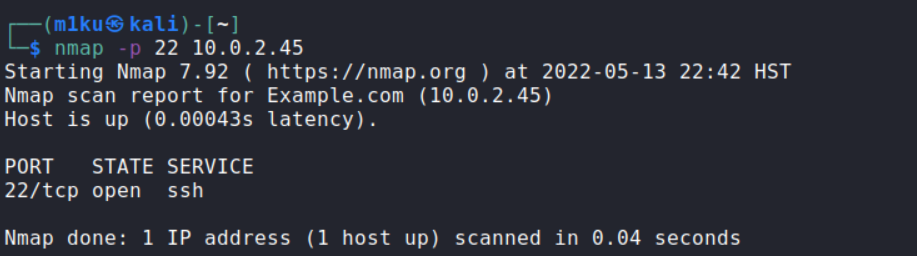 ┌──(m1ku㉿kali)-[~]
└─$ nmap -p 22 10.0.2.45
Starting Nmap 7.92 ( https://nmap.org ) at 2022-05-13 22:42 HST
Nmap scan report for Example.com (10.0.2.45)
Host is up (0.00043s latency).
PORT   STATE SERVICE
22/tcp open  ssh
Nmap done: 1 IP address (1 host up) scanned in 0.04 seconds